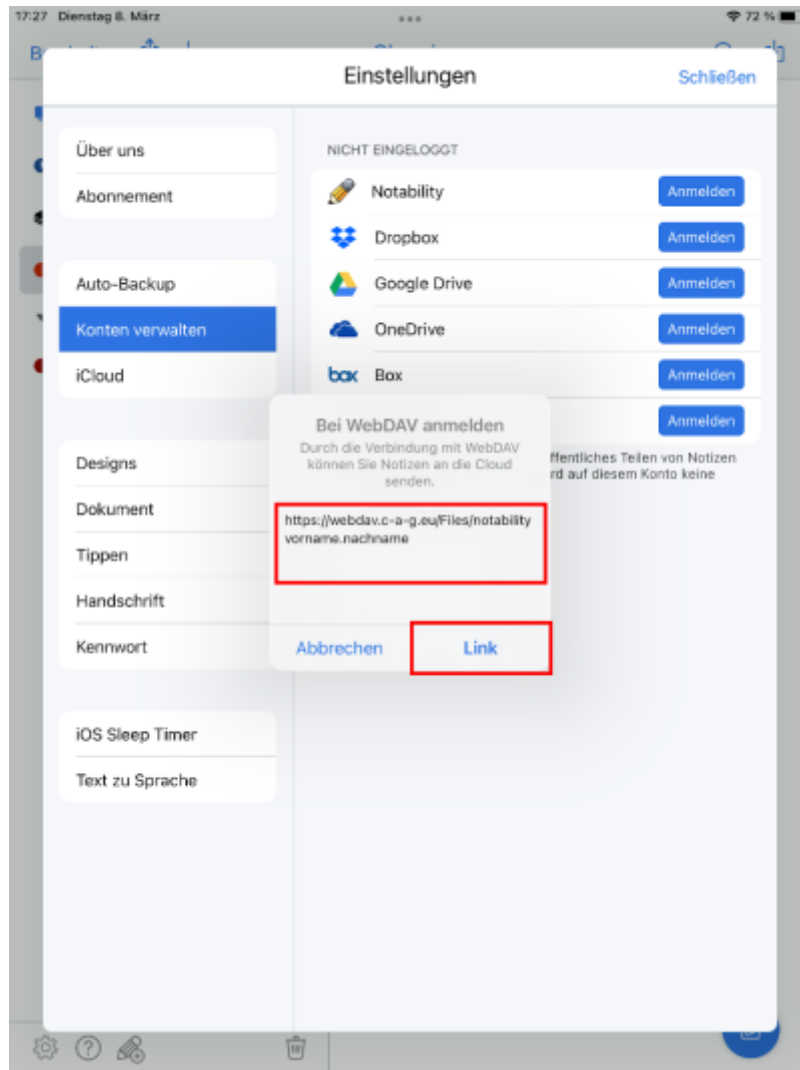 17:27 Dienstag 8. März
72 %
Einstellungen
Schließen
Über uns
Abonnement
Auto-Backup
Konten verwalten
iCloud
Designs
Dokument
Tippen
Handschrift
Kennwort
iOS Sleep Timer
Text zu Sprache
NICHT EINGELOGGT
Notability
Anmelden
Dropbox
Anmelden
Google Drive
Anmelden
OneDrive
Anmelden
box Box
Anmelden
Anmelden
Teilen von Notizen
auf diesem Konto keine
Bei WebDAV anmelden
Durch die Verbindung mit WebDAV
können Sie Notizen an die Cloud
senden.
https://webdav.c-a-g.eu/Files/notability
vorname.nachname
Abbrechen
Link